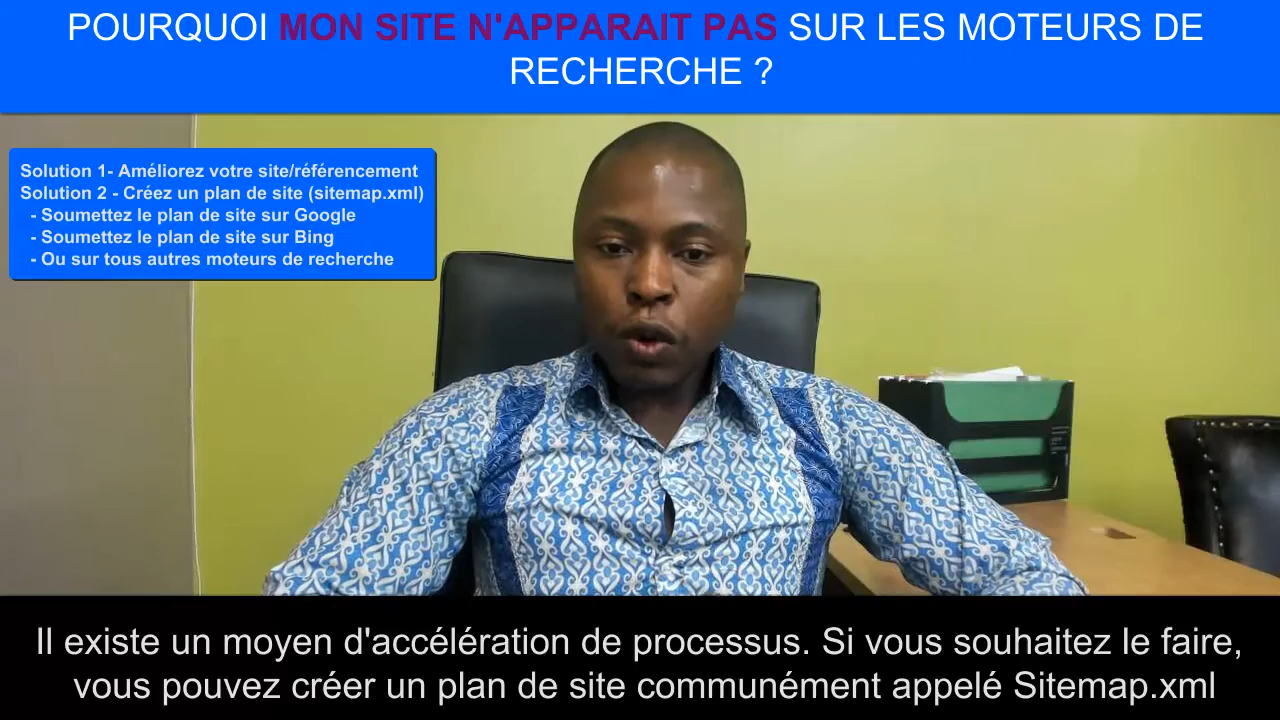 POURQUOI MON SITE N'APPARAIT PAS SUR LES MOTEURS DE
RECHERCHE ?
Solution 1- Améliorez votre site/référencement
Solution 2 - Créez un plan de site (sitemap.xml)
- Soumettez le plan de site sur Google
- Soumettez le plan de site sur Bing
- Ou sur tous autres moteurs de recherche
Il existe un moyen d'accélération de processus. Si vous souhaitez le faire,
vous pouvez créer un plan de site communément appelé Sitemap.xml